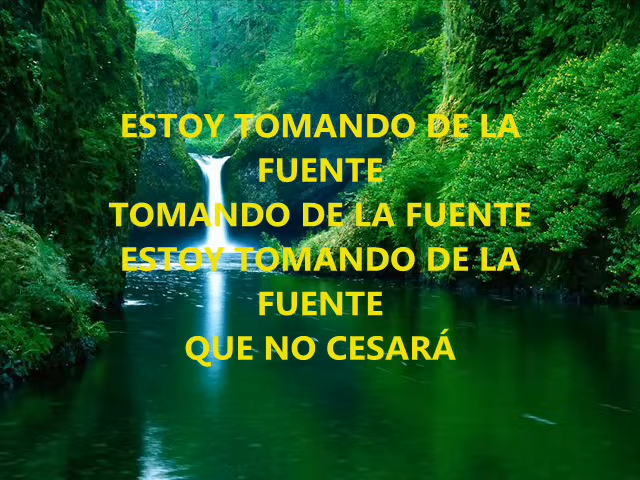 ESTOY TOMANDO DE LA
FUENTE
TOMANDO DE LA FUENTE
ESTOY TOMANDO DE LA
FUENTE
QUE NO CESARÁ